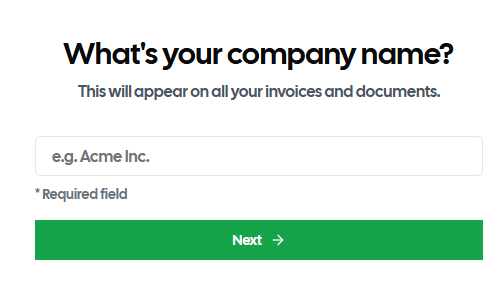 What's your company name?
This will appear on all your invoices and documents.
e.g. Acme Inc.
* Required field
Next →